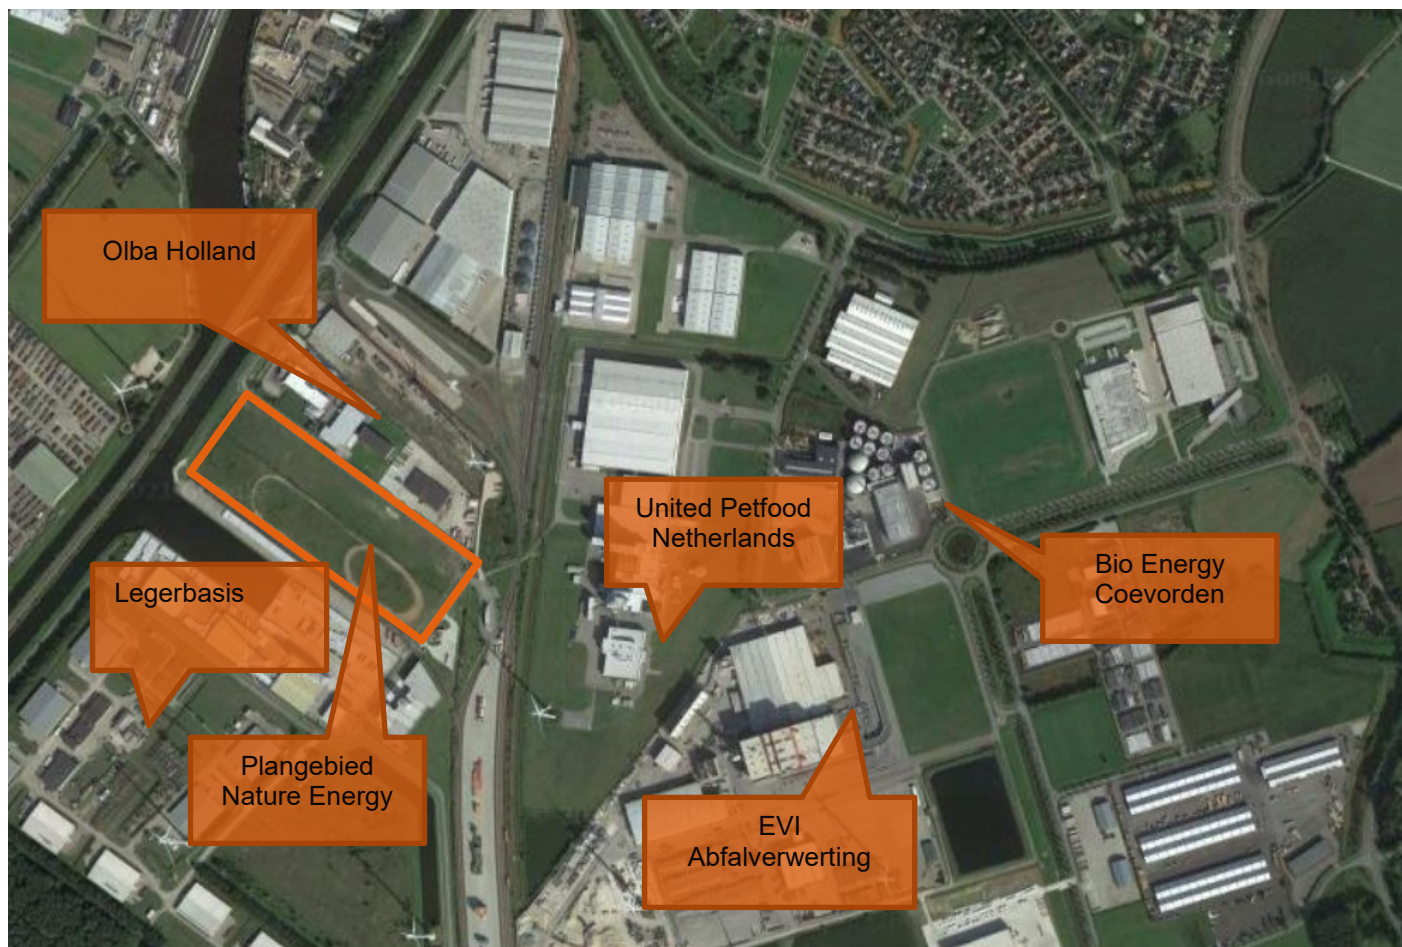 Olba Holland
United Petfood
Netherlands
Bio Energy
Coevorden
Legerbasis
Plangebied
Nature Energy
EVI
Abfalverwerting